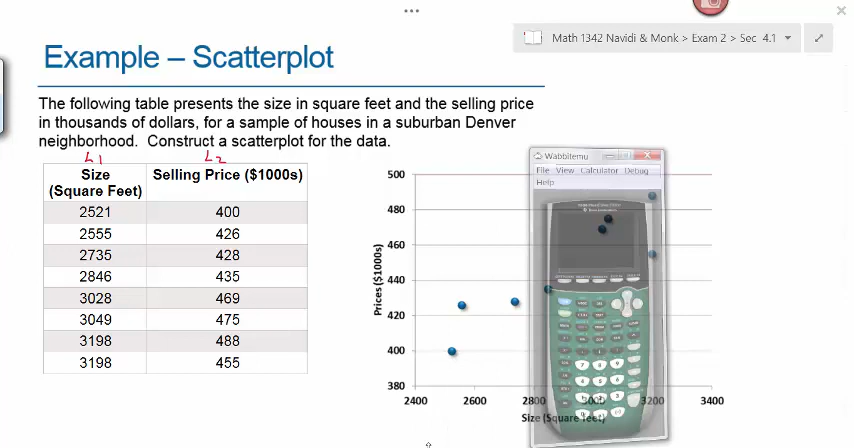 Math 1342 Navidi & Monk > Exam 2 > Sec 4.1
Example – Scatterplot
The following table presents the size in square feet and the selling price
in thousands of dollars, for a sample of houses in a suburban Denver
neighborhood. Construct a scatterplot for the data.
L1 L2
Size Selling Price ($1000s)
(Square Feet)
2521 400
2555 426
2735 428
2846 435
3028 469
3049 475
3198 488
3198 455
Wabbitemu
File View Calculator Debug
Help
Prices ($1000s)
500
480
460
440
420
400
380
2400 2600 2800 3000 3200 3400
Size (Square feet)